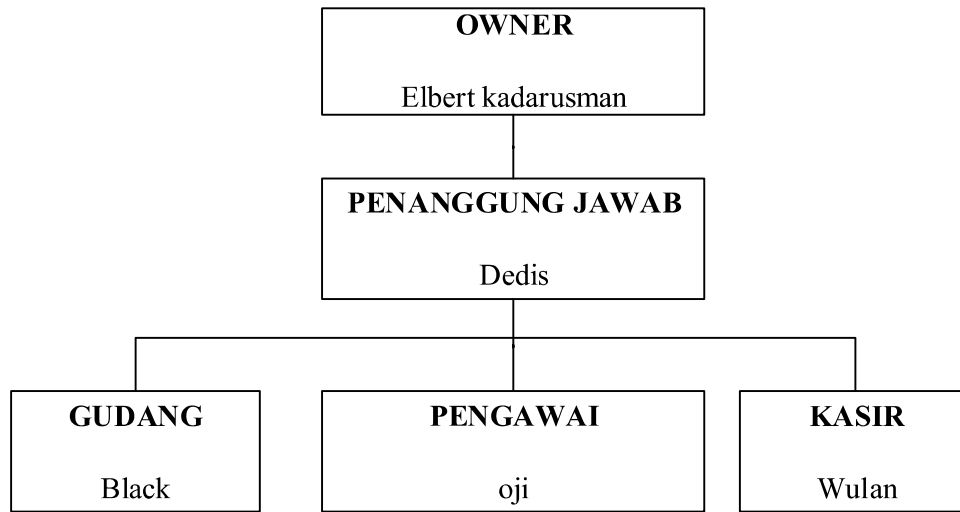 OWNER
Elbert kadarusman
PENANGGUNG JAWAB
Dedis
GUDANG
Black
PENGAWAI
oji
KASIR
Wulan